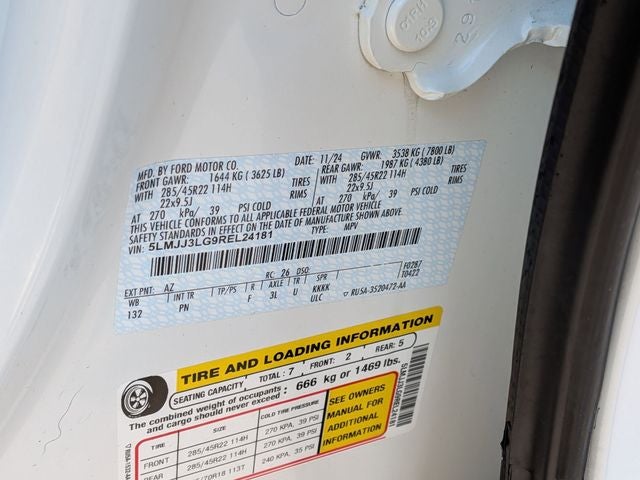 MFD. BY FORD MOTOR CO. DATE: 11/24 GVWR: 3538 KG (7800 LB)
FRONT GAWR: 1644 KG (3625 LB) REAR GAWR: 1987 KG (4380 LB)
WITH 285/45R22 114H TIRES WITH 285/45R22 114H TIRES
22x9.5J RIMS 22x9.5J RIMS
AT 270 kPa/ 39 PSI COLD AT 270 kPa/ 39 PSI COLD
THIS VEHICLE CONFORMS TO ALL APPLICABLE FEDERAL MOTOR VEHICLE
SAFETY STANDARDS IN EFFECT ON THE DATE OF MANUFACTURE SHOWN ABOVE.
VIN: 5LMJJ3LG9REL24181 TYPE: MPV
EXT PNT: AZ RC: 26 DSO: F0287
WB INT TR TP/PS R AXLE TR SPR T0422
132 PN F 3L U KKKK
ULC RU5A-3520472-AA
TIRE AND LOADING INFORMATION
SEATING CAPACITY TOTAL: 7 FRONT: 2 REAR: 5
The combined weight of occupants and cargo should never exceed: 666 kg or 1469 lbs.
TIRE SIZE COLD TIRE PRESSURE
FRONT 285/45R22 114H 270 KPA, 39 PSI
REAR 285/45R22 114H 270 KPA, 39 PSI
/70R18 113T 240 KPA, 35 PSI
SEE OWNERS
MANUAL FOR
ADDITIONAL
INFORMATION
5LMJJ3LG9REL24181